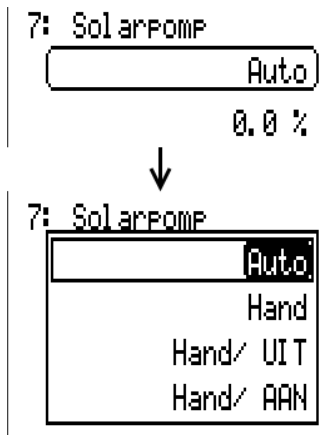 7: Solarpomp
Auto
0.0 %
7: Solarpomp
Auto
Hand
Hand/ UIT
Hand/ AAN